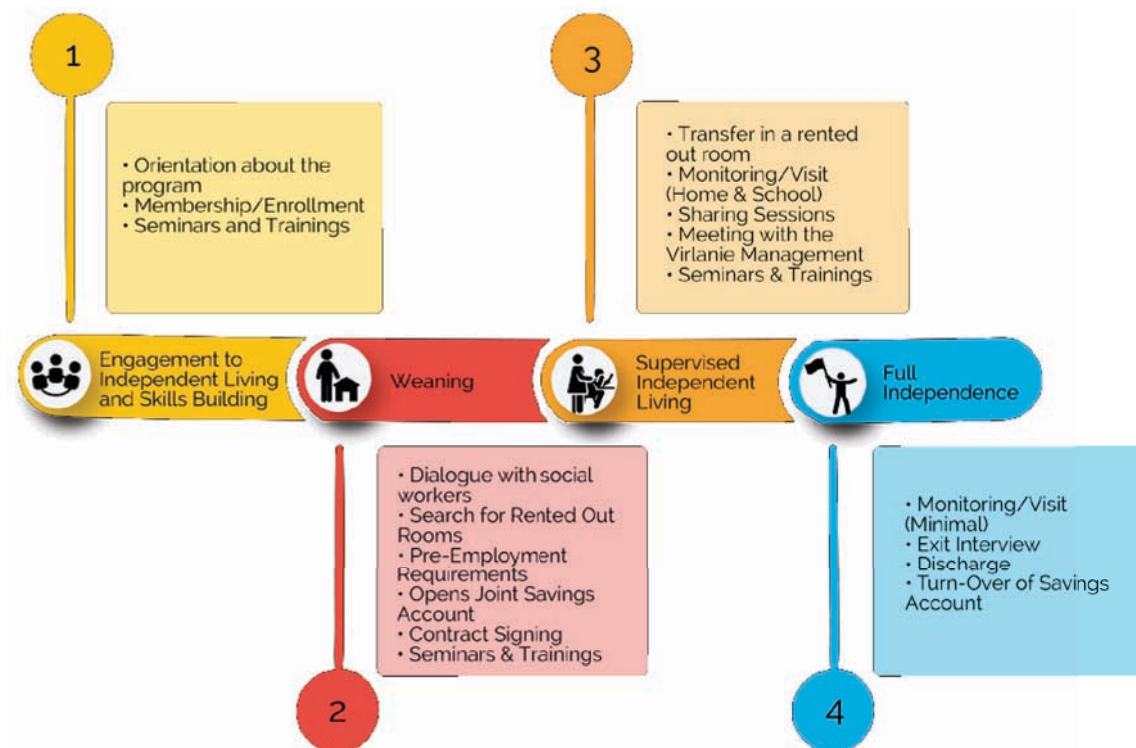 1
• Orientation about the
program
• Membership/Enrollment
• Seminars and Trainings
Engagement to
Independent Living
and Skills Building
2
Weaning
• Dialogue with social
workers
• Search for Rented Out
Rooms
• Pre-Employment
Requirements
• Opens Joint Savings
Account
• Contract Signing
• Seminars & Trainings
3
• Transfer in a rented
out room
• Monitoring/Visit
(Home & School)
• Sharing Sessions
• Meeting with the
Virlanie Management
• Seminars & Trainings
Supervised
Independent
Living
4
Full
Independence
• Monitoring/Visit
(Minimal)
• Exit Interview
• Discharge
• Turn-Over of Savings
Account